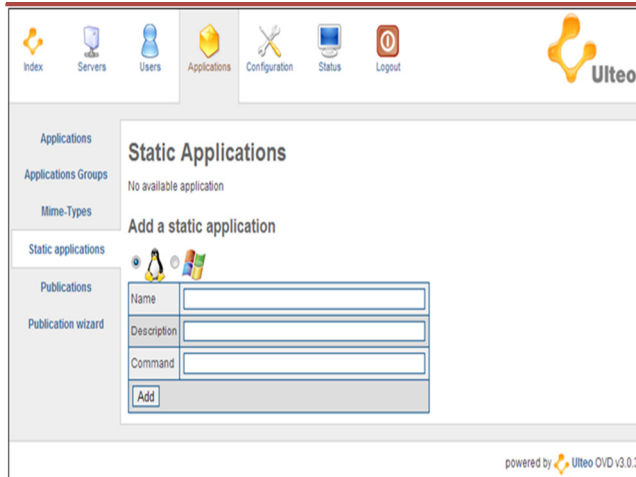 Index Servers Users Applications Configuration Status Logout
Ulteo
Applications
Applications Groups
Mime-Types
Static applications
Publications
Publication wizard
Static Applications
No available application
Add a static application
Name
Description
Command
Add
powered by Ulteo OVD v3.0.3